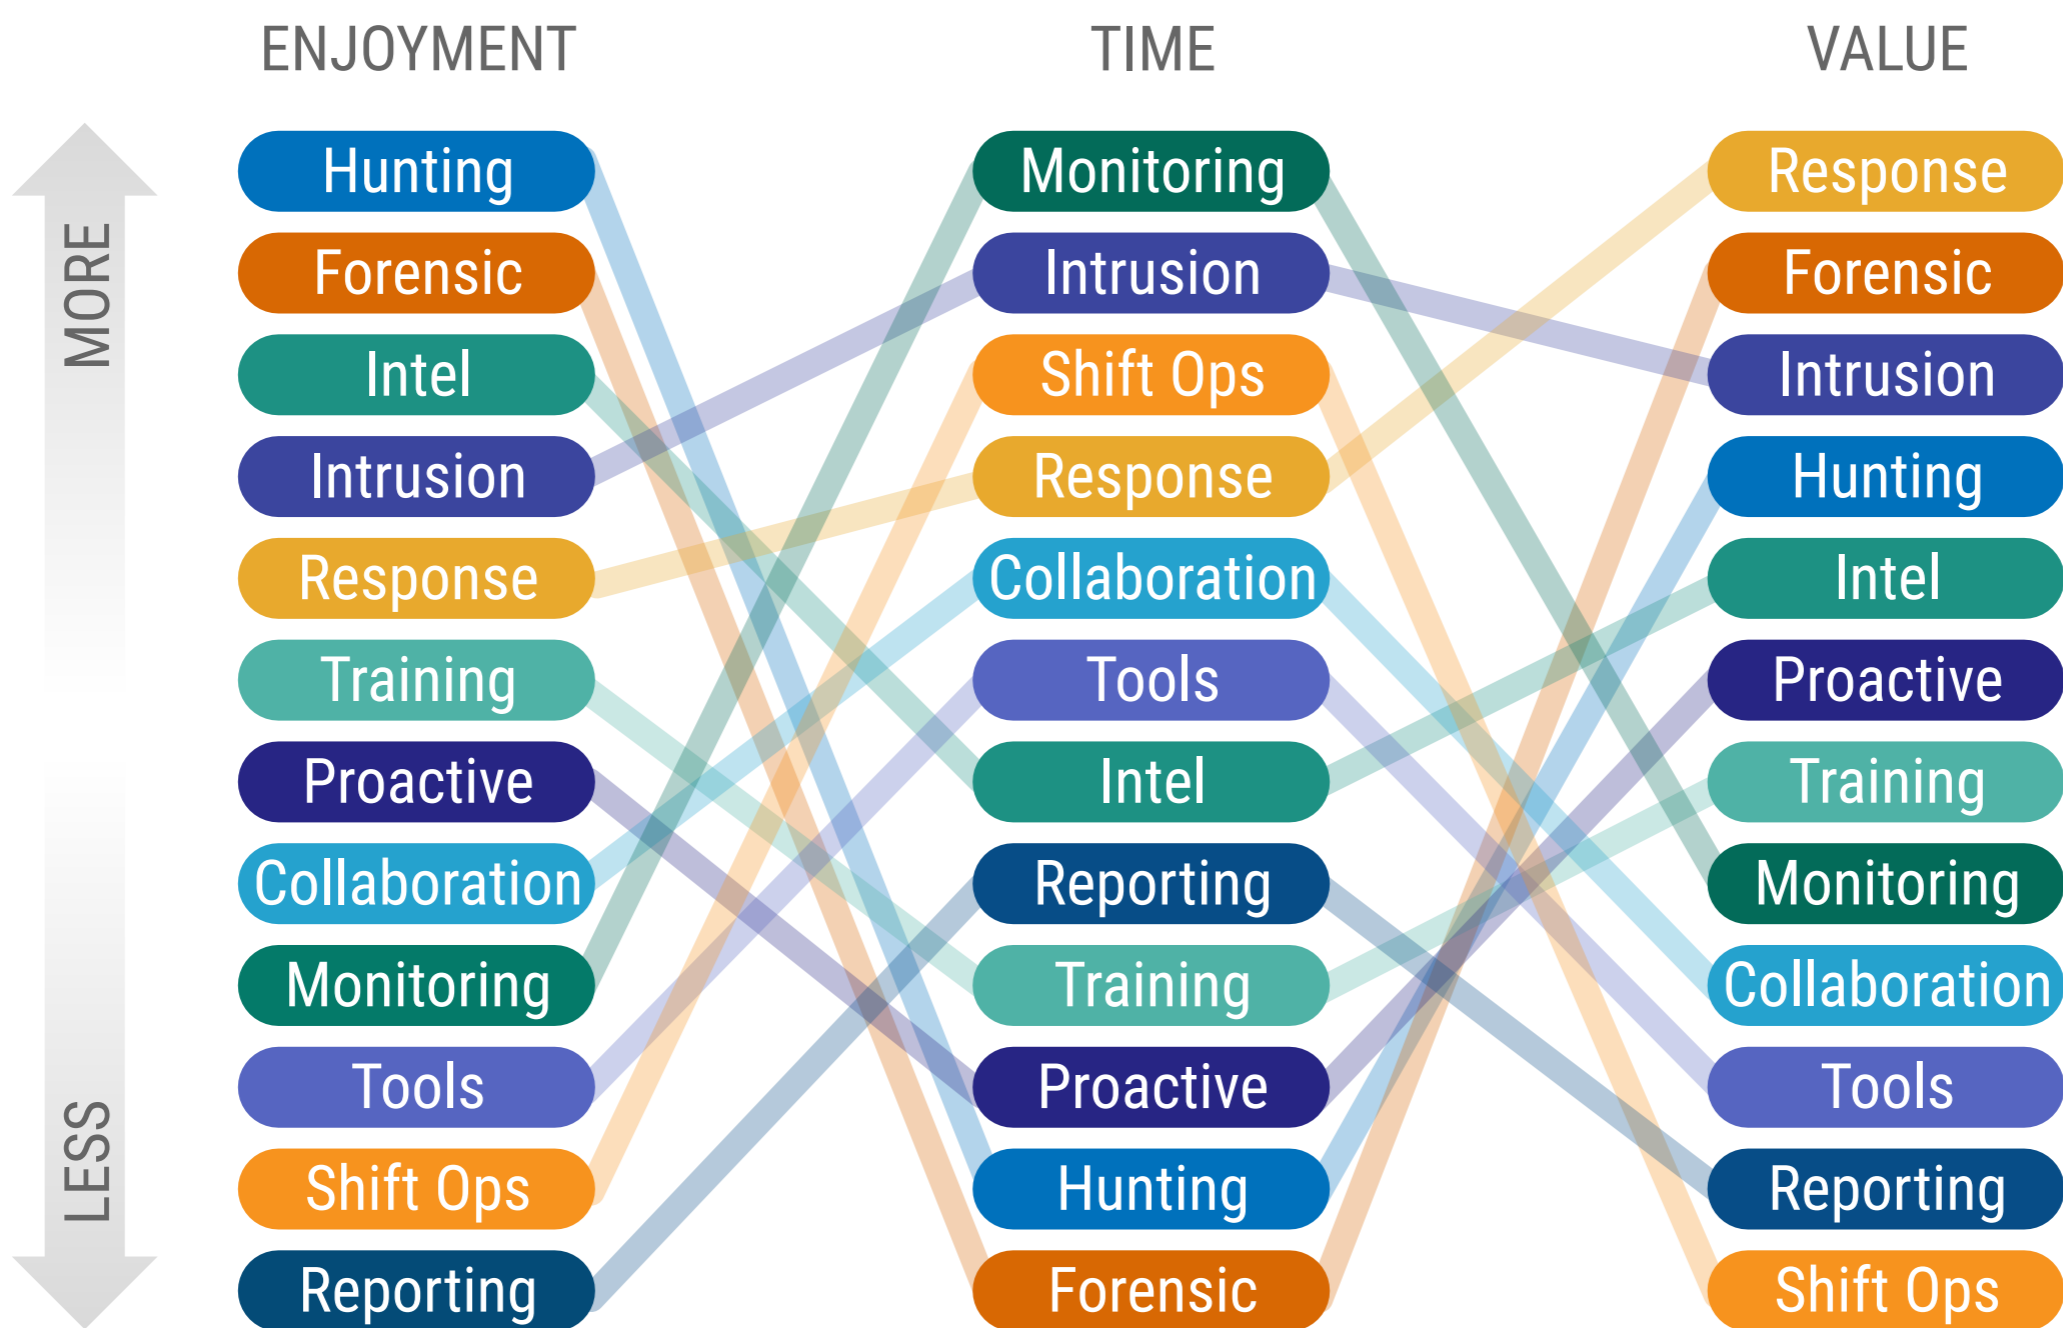 ENJOYMENT TIME VALUE
MORE
LESS
Hunting Monitoring Response
Forensic Intrusion Forensic
Intel Shift Ops Intrusion
Intrusion Response Hunting
Response Collaboration Intel
Training Tools Proactive
Proactive Intel Training
Collaboration Reporting Monitoring
Monitoring Training Collaboration
Tools Proactive Tools
Shift Ops Hunting Reporting
Reporting Forensic Shift Ops